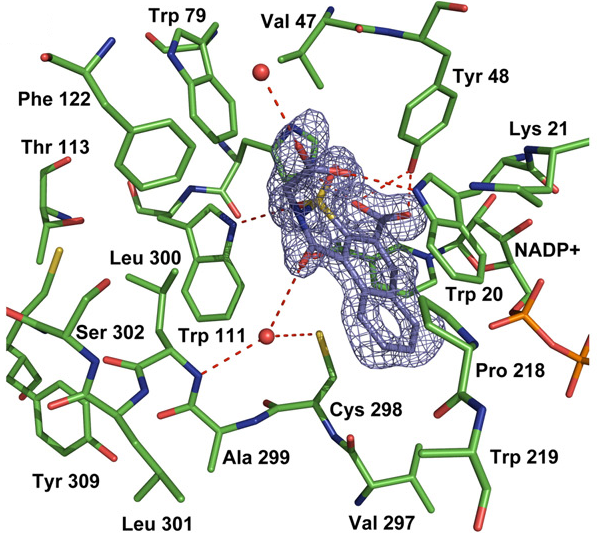 Trp 79
Val 47
Tyr 48
Phe 122
Lys 21
Thr 113
NADP+
Leu 300
Trp 20
Ser 302
Trp 111
Pro 218
Cys 298
Ala 299
Trp 219
Tyr 309
Leu 301
Val 297